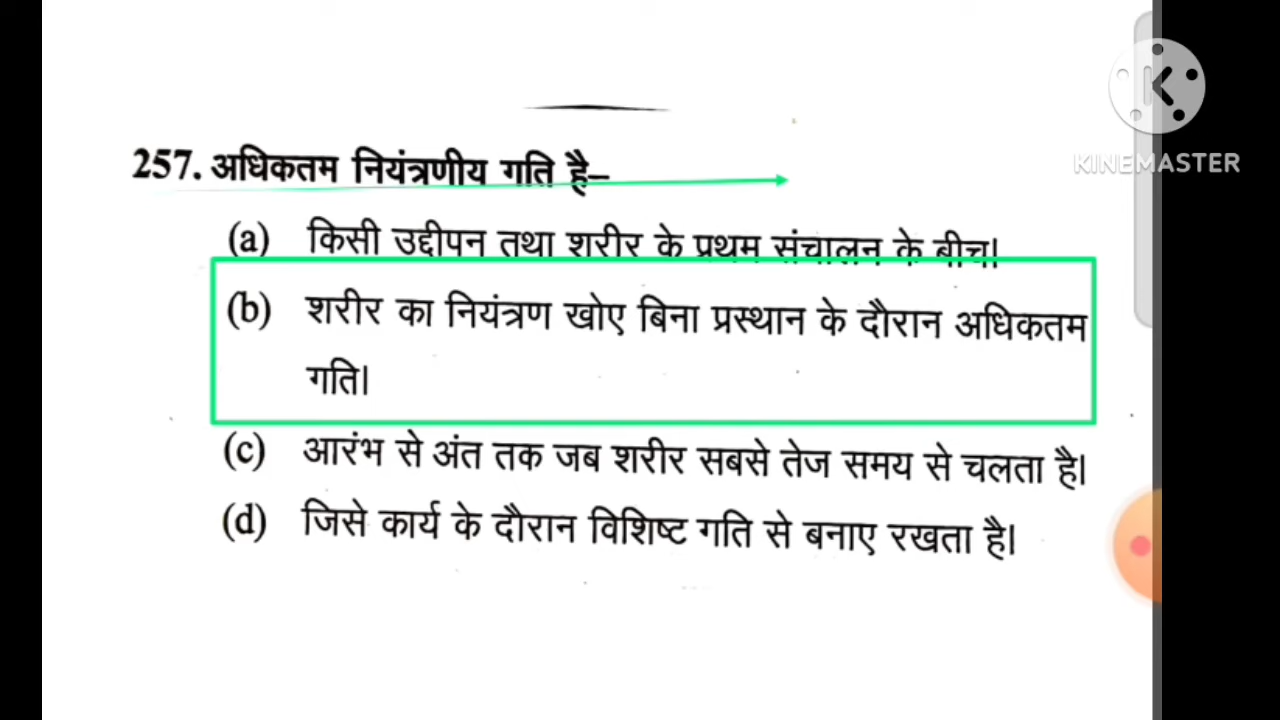 KINEMASTER
257. अधिकतम नियंत्रणीय गति है–
(a) किसी उद्दीपन तथा शरीर के प्रथम संचालन के बीच।
(b) शरीर का नियंत्रण खोए बिना प्रस्थान के दौरान अधिकतम
गति।
(c) आरंभ से अंत तक जब शरीर सबसे तेज समय से चलता है।
(d) जिसे कार्य के दौरान विशिष्ट गति से बनाए रखता है।